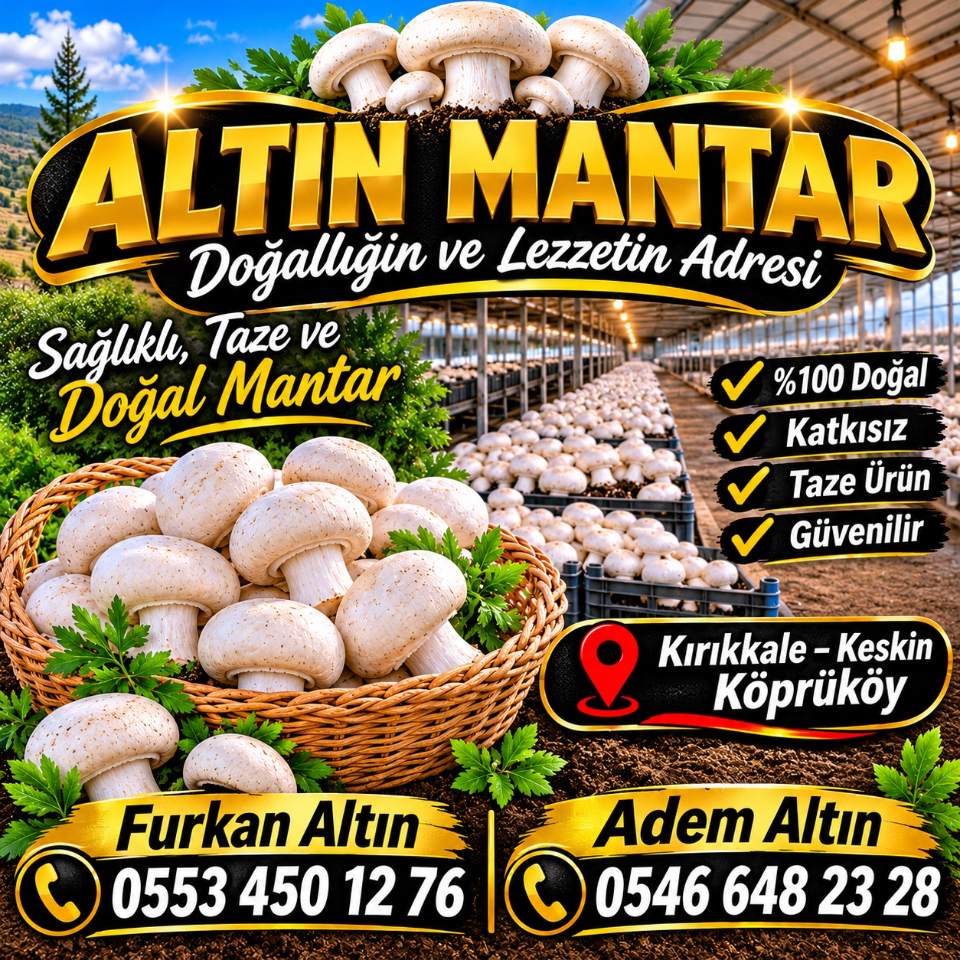 ALTIN MANTAR
Doğallığin ve Lezzetin Adresi
Sağlıklı, Taze ve
Doğal Mantar
%100 Doğal
Katkısız
Taze Ürün
Güvenilir
Kırıkkale – Keskin
Köprüköy
Furkan Altın
0553 450 12 76
Adem Altın
0546 648 23 28